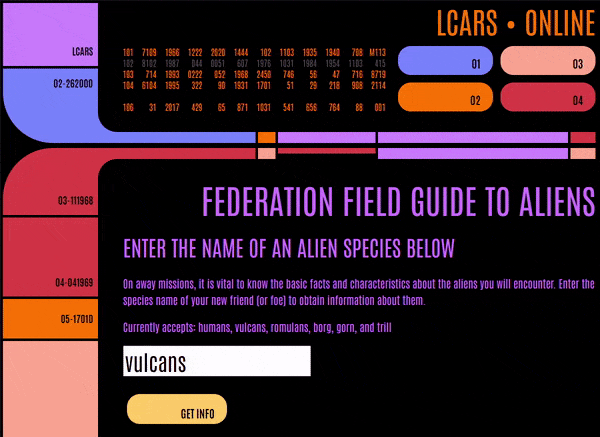 LCARS • ONLINE
LCARS
02-262000
101 7109 1966 1222 2020 1444 102 1103 1935 1940 708 M113
102 8102 1987 044 0051 607 1976 1031 1984 1954 1103 415
103 714 1993 0222 052 1968 2450 746 56 47 716 8719
104 6104 1995 322 90 1931 1701 51 29 218 908 2114
106 31 2017 429 65 871 1031 541 656 764 88 001
01
03
02
04
03-111968
04-041969
05-1701D
FEDERATION FIELD GUIDE TO ALIENS
ENTER THE NAME OF AN ALIEN SPECIES BELOW
On away missions, it is vital to know the basic facts and characteristics about the aliens you will encounter. Enter the
species name of your new friend (or foe) to obtain information about them.
Currently accepts: humans, vulcans, romulans, borg, gorn, and trill
vulcans
GET INFO